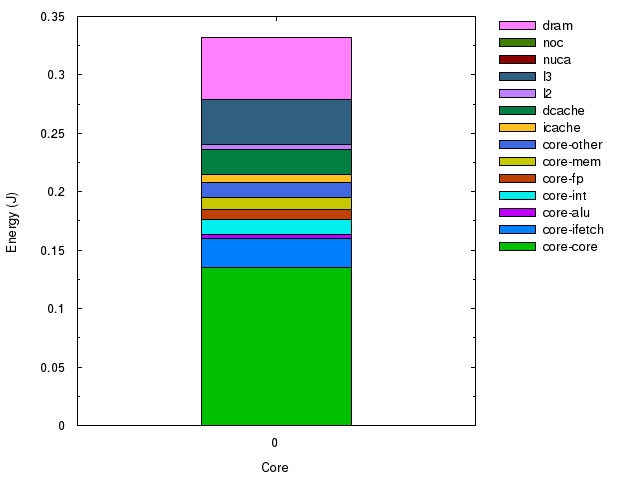 0.35
0.3
0.25
0.2
0.15
0.1
0.05
0
Energy (J)
0
Core
dram
noc
nuca
l3
l2
dcache
icache
core-other
core-mem
core-fp
core-int
core-alu
core-ifetch
core-core